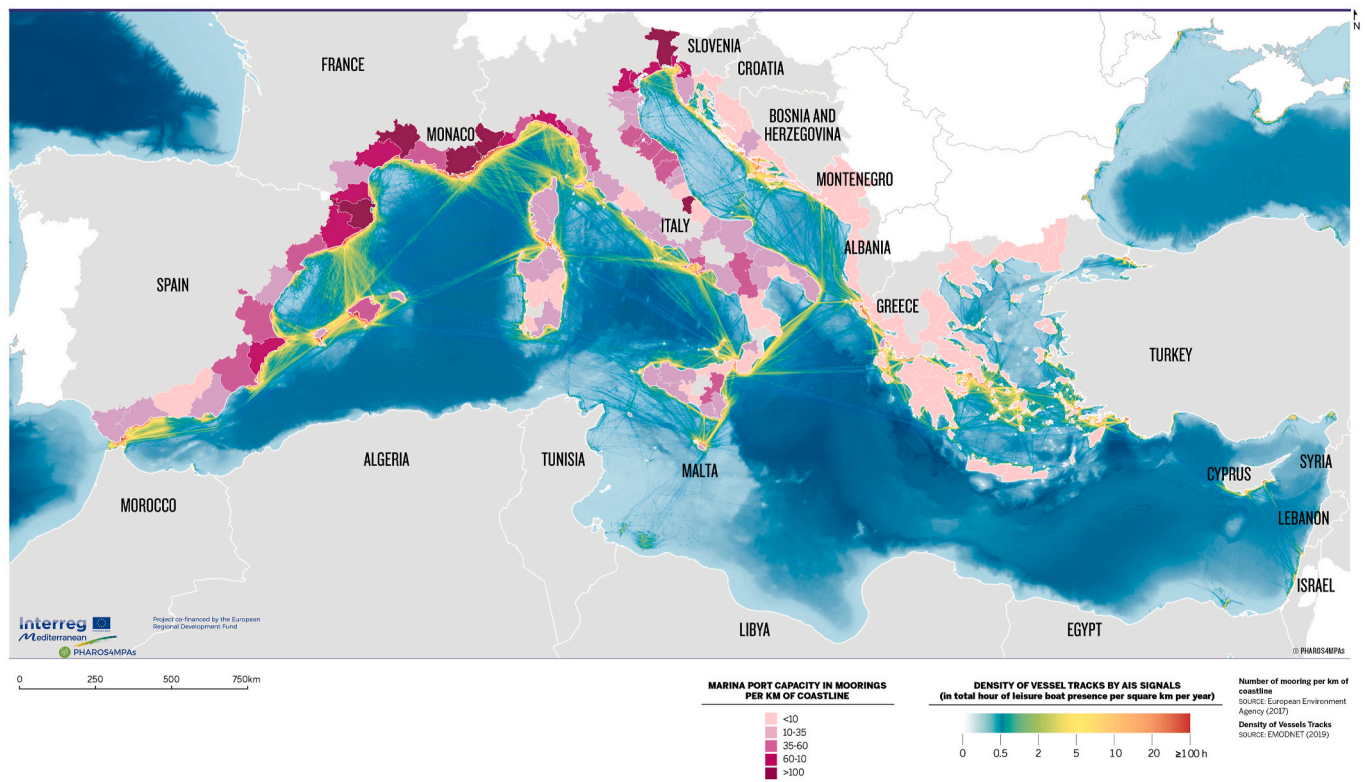 N
SLOVENIA
FRANCE
CROATIA
BOSNIA AND
HERZEGOVINA
MONACO
MONTENEGRO
ITALY
ALBANIA
SPAIN
GREECE
TURKEY
ALGERIA
TUNISIA
MALTA
SYRIA
CYPRUS
MOROCCO
LEBANON
ISRAEL
LIBYA
EGYPT
Interreg
Mediterranean
PHAROS4MPAs
Project co-financed by the European
Regional Development Fund
© PHAROS4MPAs
0 250 500 750km
MARINA PORT CAPACITY IN MOORINGS
PER KM OF COASTLINE
<10
10-35
35-60
60-10
>100
DENSITY OF VESSEL TRACKS BY AIS SIGNALS
(in total hour of leisure boat presence per square km per year)
0 0.5 2 5 10 20 ≥100 h
Number of mooring per km of
coastline
SOURCE: European Environment
Agency (2017)
Density of Vessels Tracks
SOURCE: EMODNET (2019)